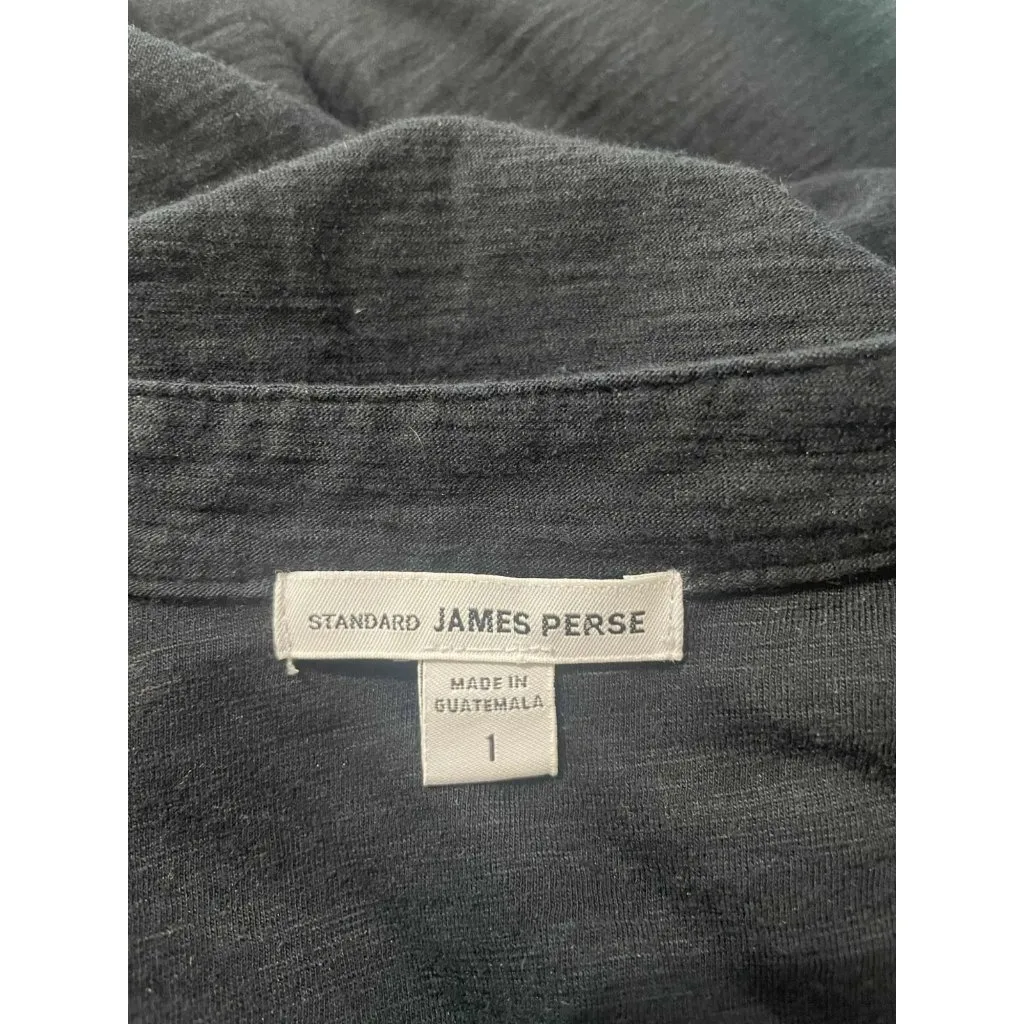 STANDARD JAMES PERSE
MADE IN
GUATEMALA
1